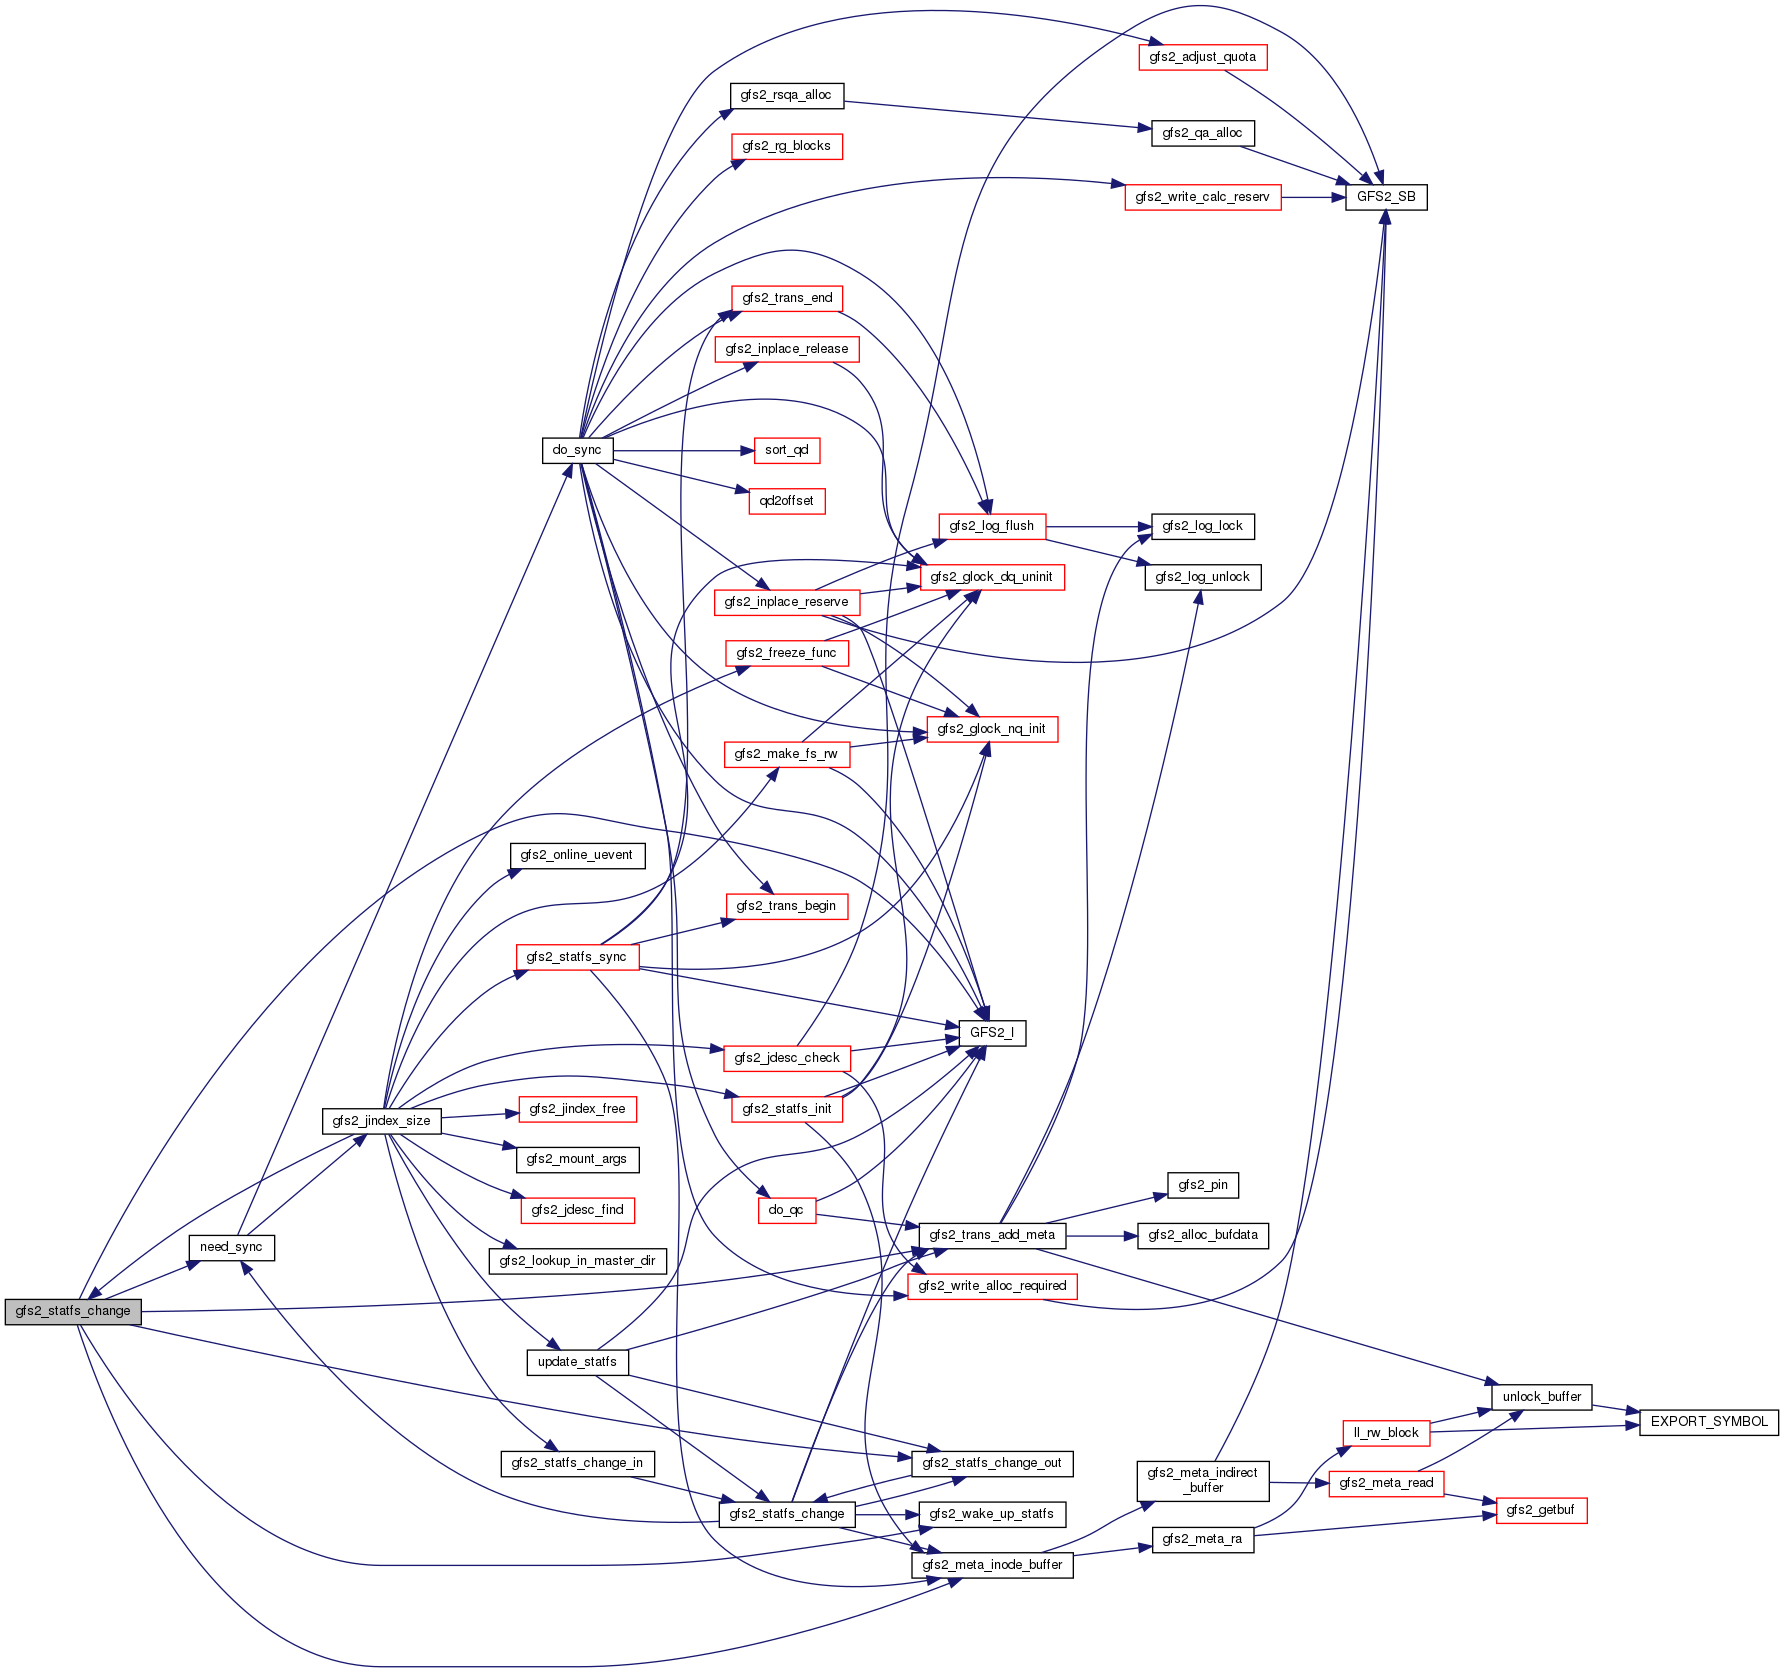 gfs2_adjust_quota
gfs2_rsqa_alloc
gfs2_qa_alloc
gfs2_rg_blocks
gfs2_write_calc_reserv
GFS2_SB
gfs2_trans_end
gfs2_inplace_release
do_sync
sort_qd
qd2offset
gfs2_log_flush
gfs2_log_lock
gfs2_glock_dq_uninit
gfs2_log_unlock
gfs2_inplace_reserve
gfs2_freeze_func
gfs2_glock_nq_init
gfs2_make_fs_rw
gfs2_online_uevent
gfs2_trans_begin
gfs2_statfs_sync
GFS2_I
gfs2_jdesc_check
gfs2_jindex_size
gfs2_jindex_free
gfs2_statfs_init
gfs2_mount_args
gfs2_pin
gfs2_jdesc_find
do_qc
need_sync
gfs2_trans_add_meta
gfs2_alloc_bufdata
gfs2_lookup_in_master_dir
gfs2_write_alloc_required
gfs2_statfs_change
update_statfs
unlock_buffer
EXPORT_SYMBOL
ll_rw_block
gfs2_statfs_change_in
gfs2_statfs_change_out
gfs2_meta_indirect
_buffer
gfs2_meta_read
gfs2_statfs_change
gfs2_wake_up_statfs
gfs2_getbuf
gfs2_meta_ra
gfs2_meta_inode_buffer